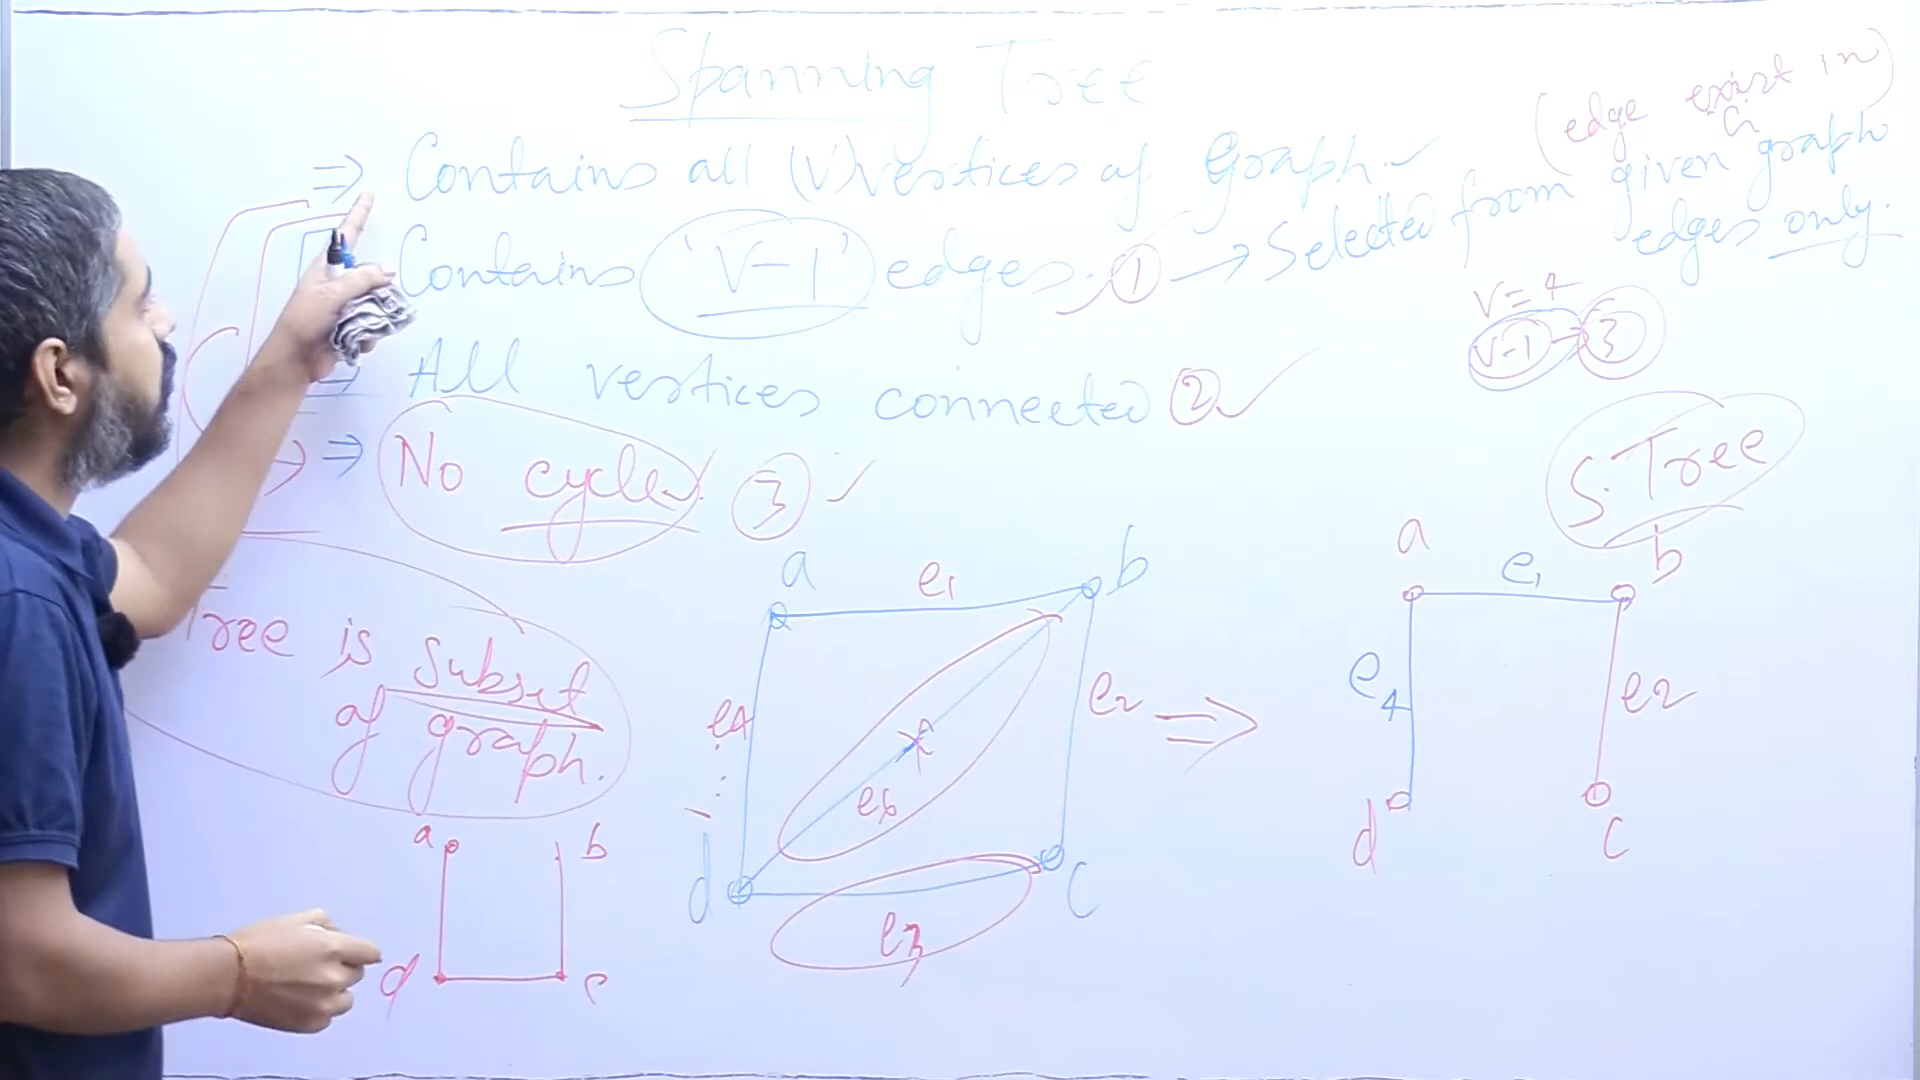 Spanning Tree
(edge exist in G)
⇒ Contains all (V) vertices of Graph. ✓
Contains 'V-1' edges. ① → Selected from given graph edges only.
V = 4
V-1 → 3
⇒ All vertices connected ② ✓
⇒ No cycle. ③ ✓
S. Tree
Tree is subset
of graph.
a e1 b
e4 e2
e6
d c
e3
⇒
a e1 b
e4 e2
d c
a b
d c